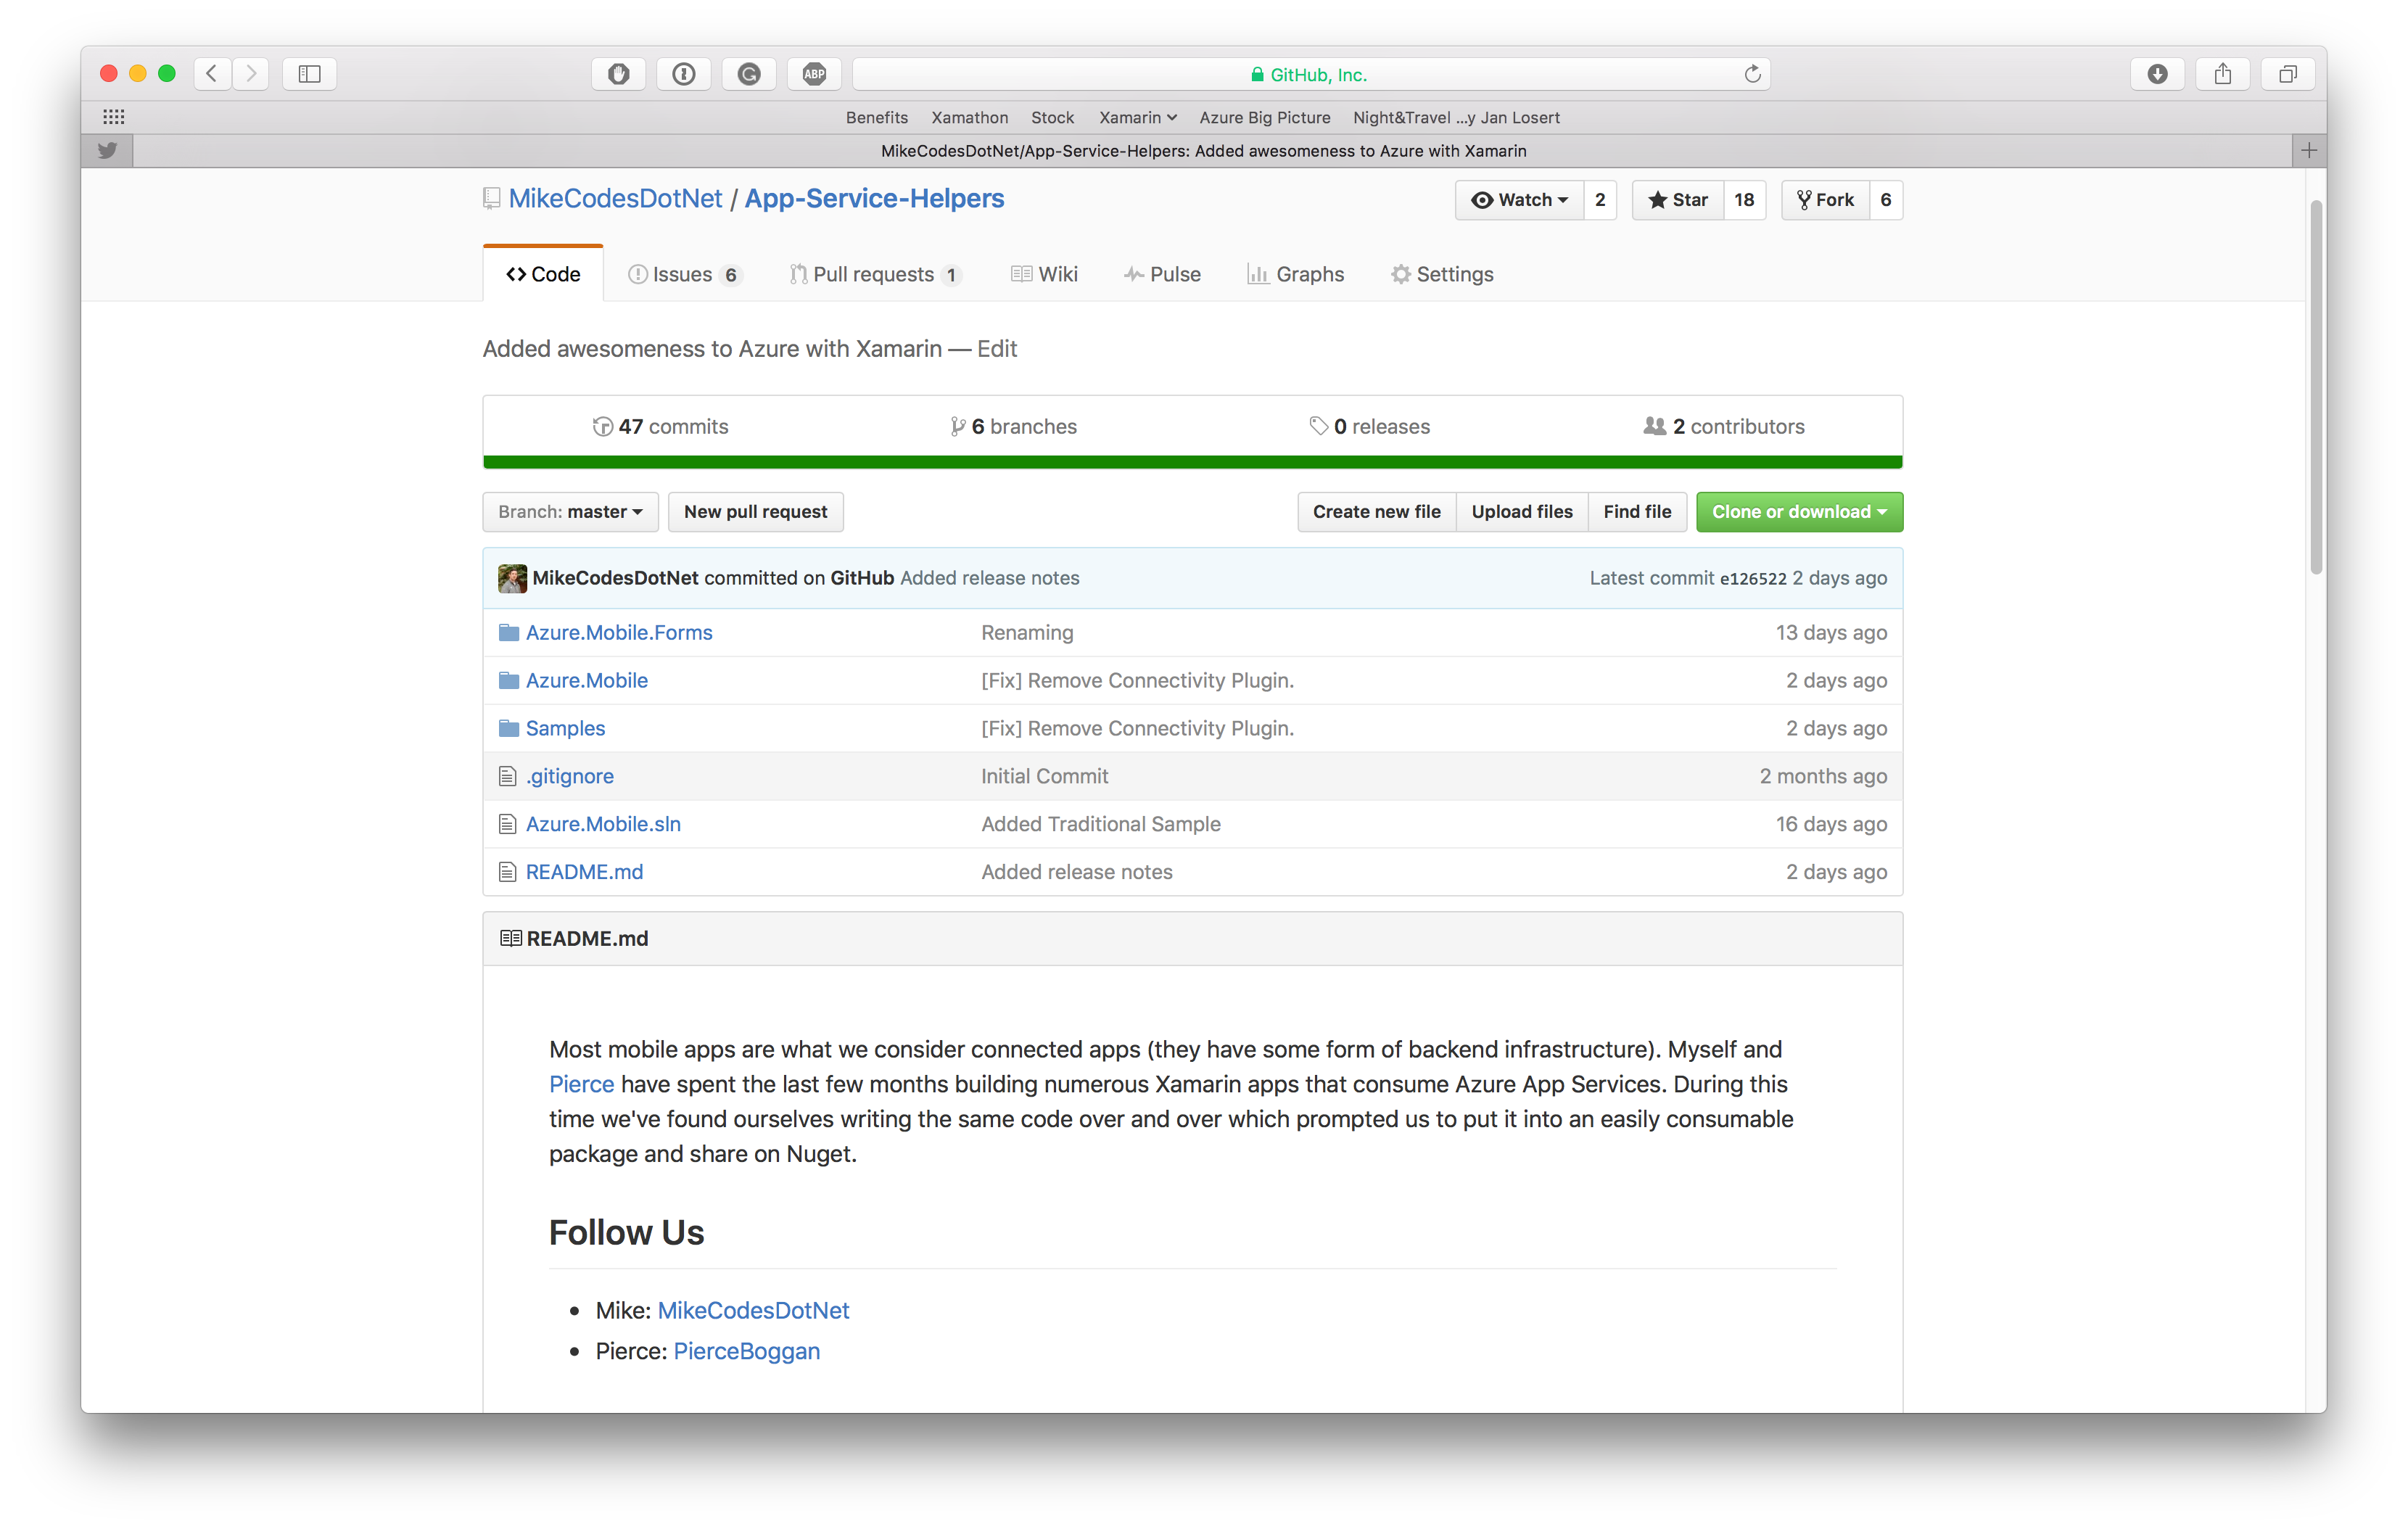 ABP
GitHub, Inc.
Benefits Xamathon Stock Xamarin Azure Big Picture Night&Travel ...y Jan Losert
MikeCodesDotNet/App-Service-Helpers: Added awesomeness to Azure with Xamarin
MikeCodesDotNet / App-Service-Helpers
Watch 2 Star 18 Fork 6
Code Issues 6 Pull requests 1 Wiki Pulse Graphs Settings
Added awesomeness to Azure with Xamarin — Edit
47 commits 6 branches 0 releases 2 contributors
Branch: master New pull request Create new file Upload files Find file Clone or download
MikeCodesDotNet committed on GitHub Added release notes Latest commit e126522 2 days ago
Azure.Mobile.Forms Renaming 13 days ago
Azure.Mobile [Fix] Remove Connectivity Plugin. 2 days ago
Samples [Fix] Remove Connectivity Plugin. 2 days ago
.gitignore Initial Commit 2 months ago
Azure.Mobile.sln Added Traditional Sample 16 days ago
README.md Added release notes 2 days ago
README.md
Most mobile apps are what we consider connected apps (they have some form of backend infrastructure). Myself and
Pierce have spent the last few months building numerous Xamarin apps that consume Azure App Services. During this
time we've found ourselves writing the same code over and over which prompted us to put it into an easily consumable
package and share on Nuget.
Follow Us
• Mike: MikeCodesDotNet
• Pierce: PierceBoggan